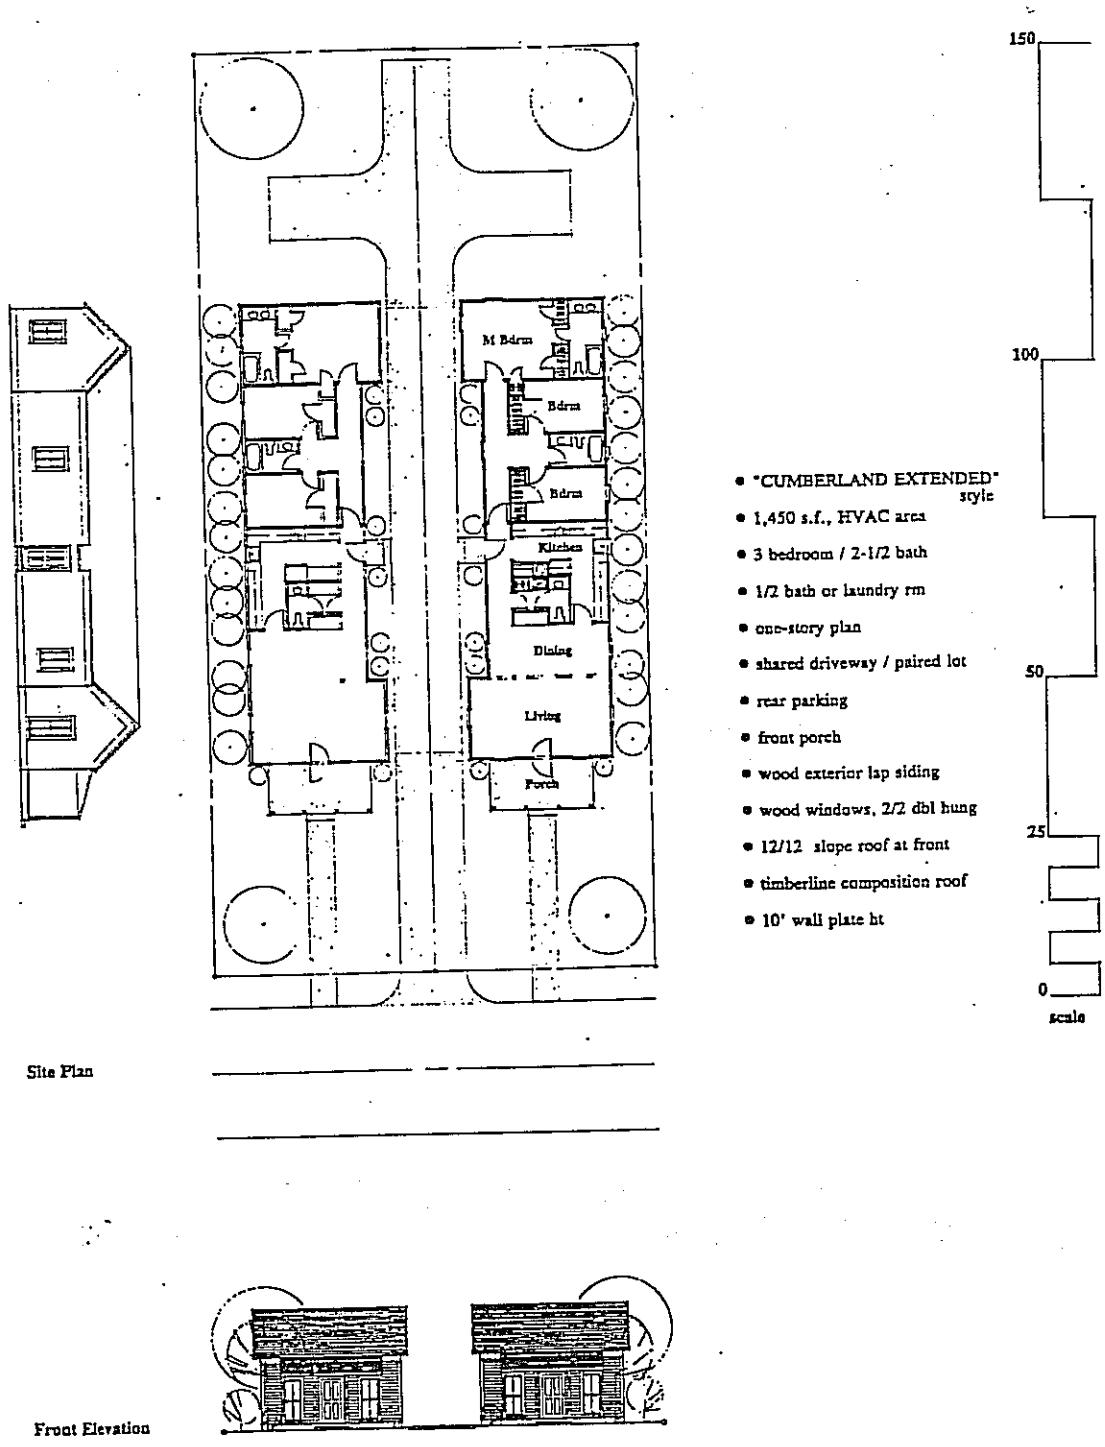 150
M Bdrm
100
Bdrm
• "CUMBERLAND EXTENDED"
style
• 1,450 s.f., HVAC area
Bdrm
• 3 bedroom / 2-1/2 bath
Kitchen
• 1/2 bath or laundry rm
• one-story plan
Dining
• shared driveway / paired lot
50
• rear parking
Living
• front porch
• wood exterior lap siding
Porch
• wood windows, 2/2 dbl hung
25
• 12/12 slope roof at front
• timberline composition roof
• 10' wall plate ht
0
scale
Site Plan
Front Elevation